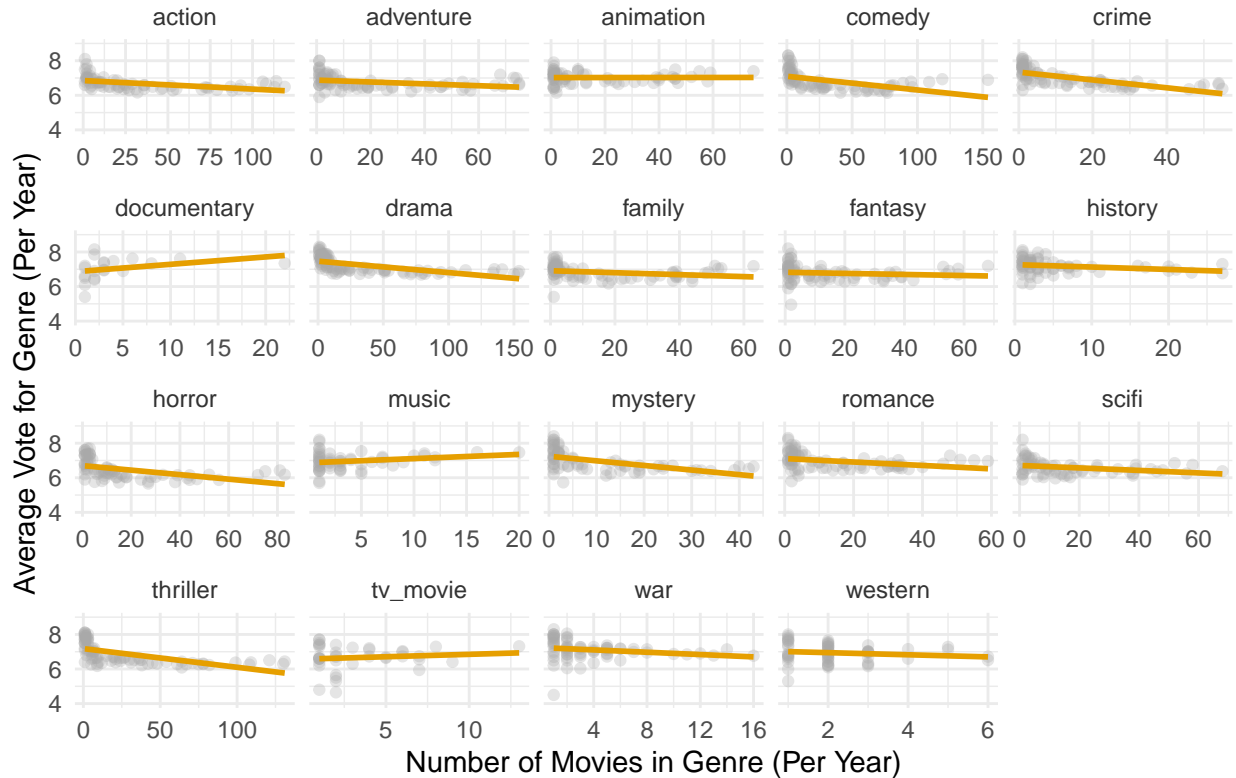 action adventure animation comedy crime
8
6
4
0 25 50 75 100 0 20 40 60 0 20 40 60 0 50 100 150 0 20 40
documentary drama family fantasy history
8
6
4
0 5 10 15 20 0 50 100 150 0 20 40 60 0 20 40 60 0 10 20
horror music mystery romance scifi
8
6
4
0 20 40 60 80 5 10 15 20 0 10 20 30 40 0 20 40 60 0 20 40 60
thriller tv_movie war western
8
6
4
0 50 100 5 10 4 8 12 16 2 4 6
Average Vote for Genre (Per Year)
Number of Movies in Genre (Per Year)